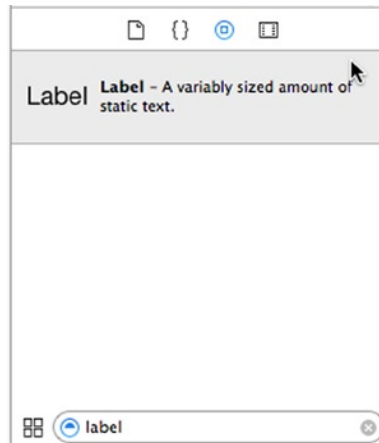 {}
Label
Label – A variably sized amount of
static text.
label